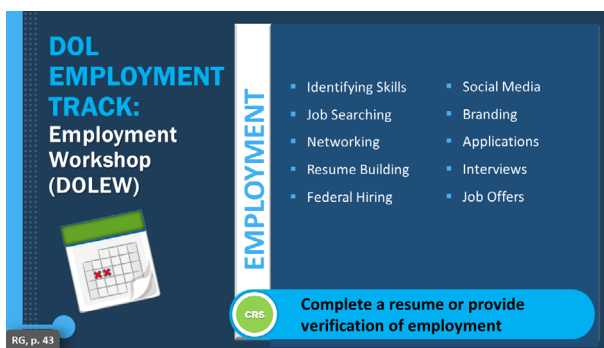 DOL
EMPLOYMENT
TRACK:
Employment
Workshop
(DOLEW)
EMPLOYMENT
▪ Identifying Skills
▪ Job Searching
▪ Networking
▪ Resume Building
▪ Federal Hiring
▪ Social Media
▪ Branding
▪ Applications
▪ Interviews
▪ Job Offers
CRS
Complete a resume or provide
verification of employment
RG, p. 43